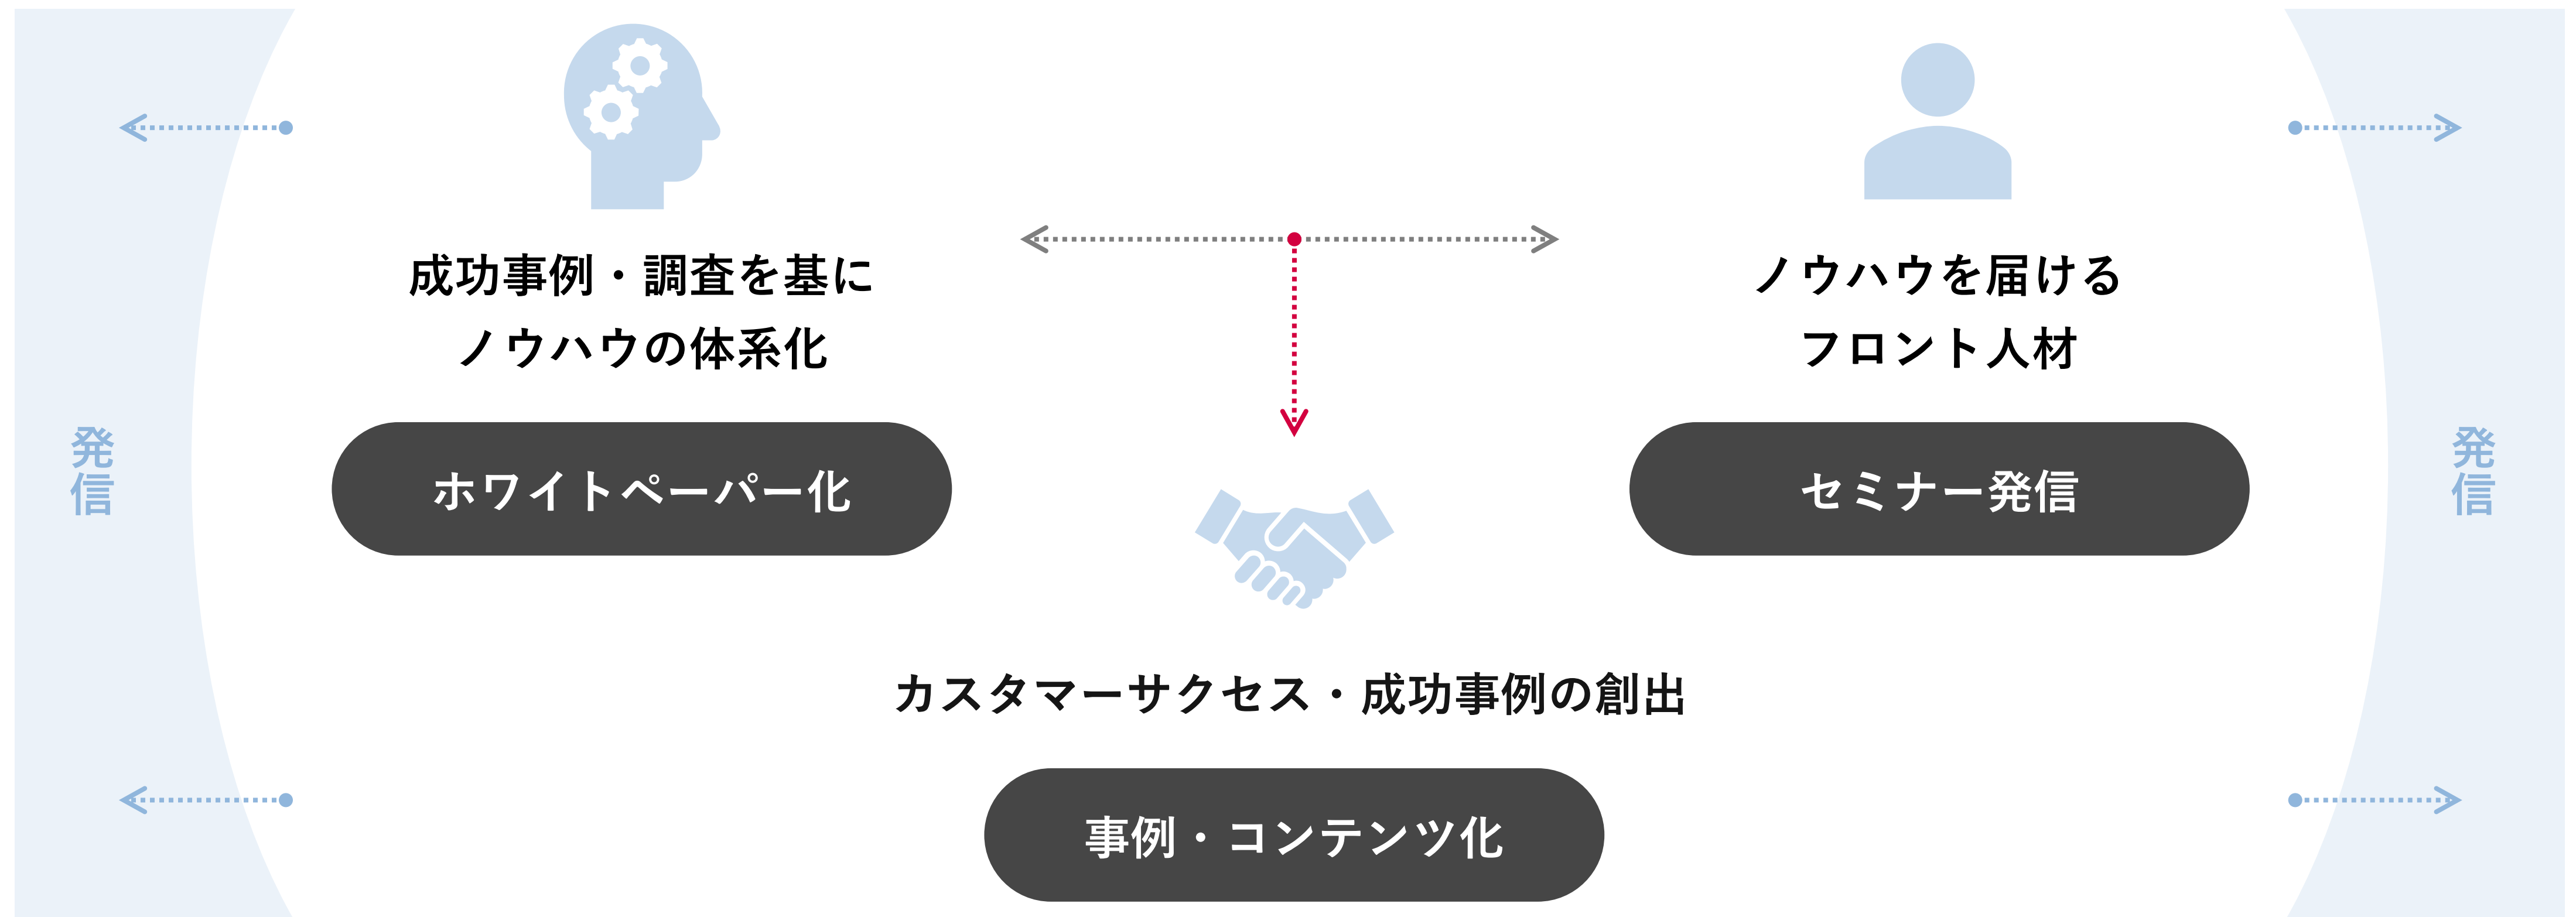 成功事例・調査を基に
ノウハウの体系化
ホワイトペーパー化
ノウハウを届ける
フロント人材
セミナー発信
発信
発信
カスタマーサクセス・成功事例の創出
事例・コンテンツ化